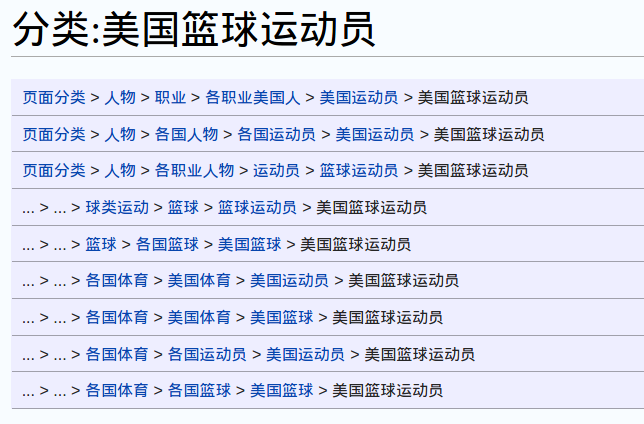 分类:美国篮球运动员
页面分类 > 人物 > 职业 > 各职业美国人 > 美国运动员 > 美国篮球运动员
页面分类 > 人物 > 各国人物 > 各国运动员 > 美国运动员 > 美国篮球运动员
页面分类 > 人物 > 各职业人物 > 运动员 > 篮球运动员 > 美国篮球运动员
... > ... > 球类运动 > 篮球 > 篮球运动员 > 美国篮球运动员
... > ... > 篮球 > 各国篮球 > 美国篮球 > 美国篮球运动员
... > ... > 各国体育 > 美国体育 > 美国运动员 > 美国篮球运动员
... > ... > 各国体育 > 美国体育 > 美国篮球 > 美国篮球运动员
... > ... > 各国体育 > 各国运动员 > 美国运动员 > 美国篮球运动员
... > ... > 各国体育 > 各国篮球 > 美国篮球 > 美国篮球运动员